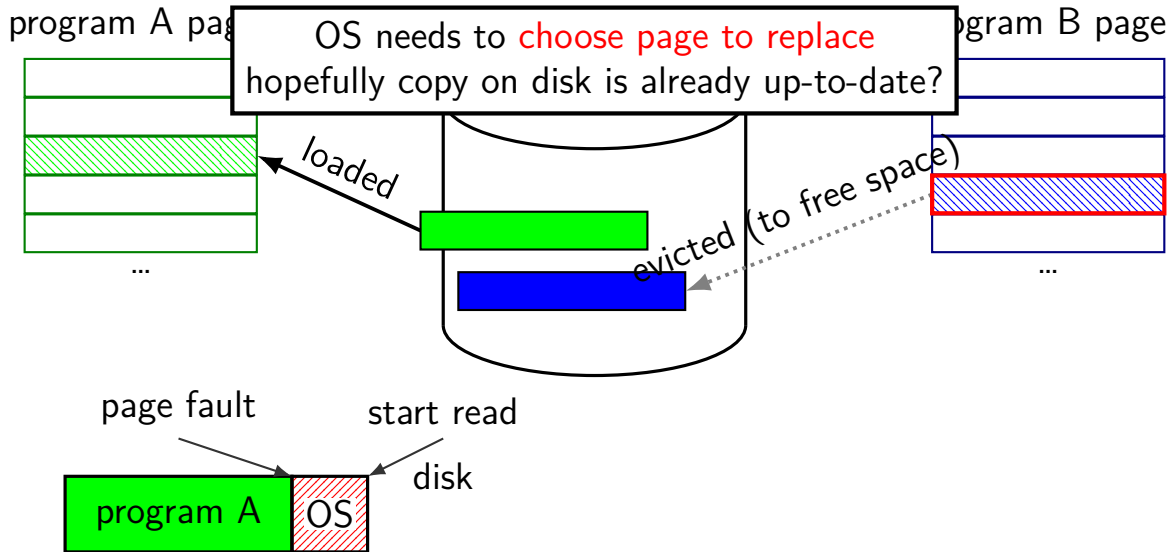 program A pag
OS needs to choose page to replace
hopefully copy on disk is already up-to-date?
ogram B page
loaded
evicted (to free space)
...
...
page fault
start read
disk
program A
OS